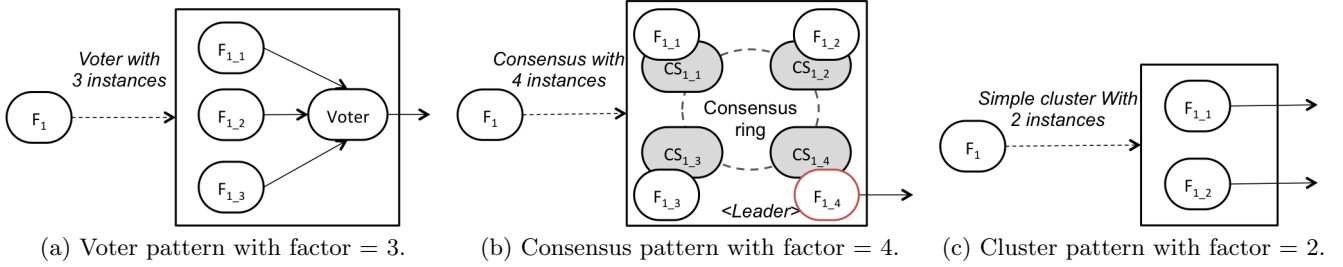 Voter with
3 instances
F1
F1_1
F1_2
F1_3
Voter
(a) Voter pattern with factor = 3.
Consensus with
4 instances
F1
F1_1
CS1_1
F1_2
CS1_2
Consensus
ring
CS1_3
F1_3
CS1_4
F1_4
<Leader>
(b) Consensus pattern with factor = 4.
Simple cluster With
2 instances
F1
F1_1
F1_2
(c) Cluster pattern with factor = 2.